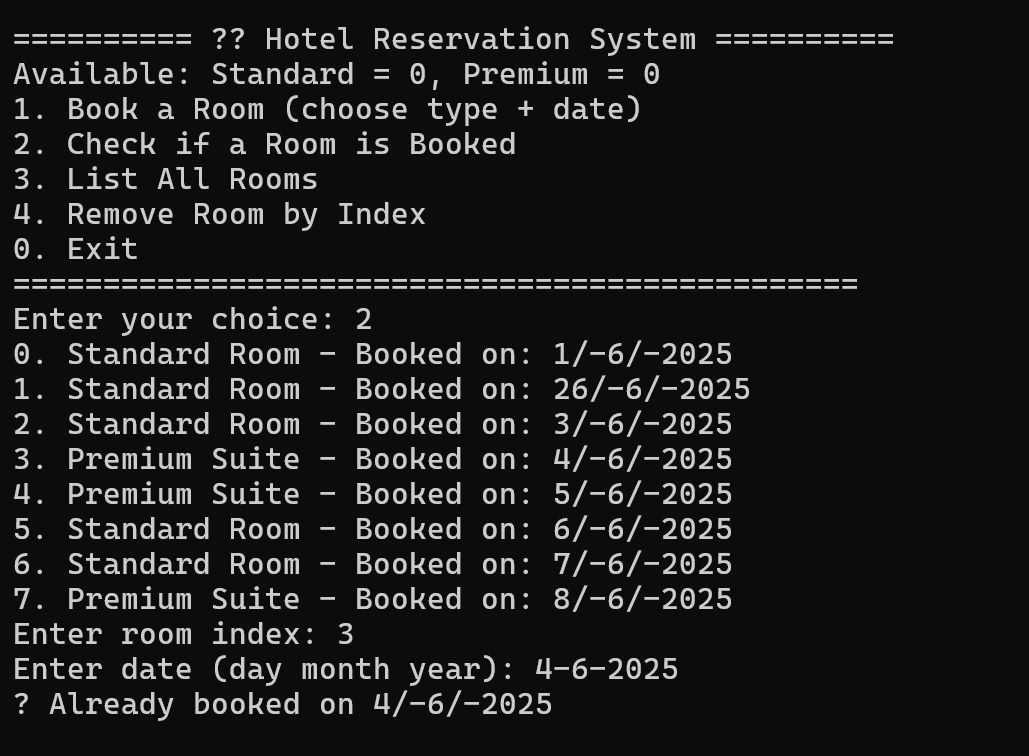 ========== ?? Hotel Reservation System ==========
Available: Standard = 0, Premium = 0
1. Book a Room (choose type + date)
2. Check if a Room is Booked
3. List All Rooms
4. Remove Room by Index
0. Exit
===============================================
Enter your choice: 2
0. Standard Room - Booked on: 1/-6/-2025
1. Standard Room - Booked on: 26/-6/-2025
2. Standard Room - Booked on: 3/-6/-2025
3. Premium Suite - Booked on: 4/-6/-2025
4. Premium Suite - Booked on: 5/-6/-2025
5. Standard Room - Booked on: 6/-6/-2025
6. Standard Room - Booked on: 7/-6/-2025
7. Premium Suite - Booked on: 8/-6/-2025
Enter room index: 3
Enter date (day month year): 4-6-2025
? Already booked on 4/-6/-2025